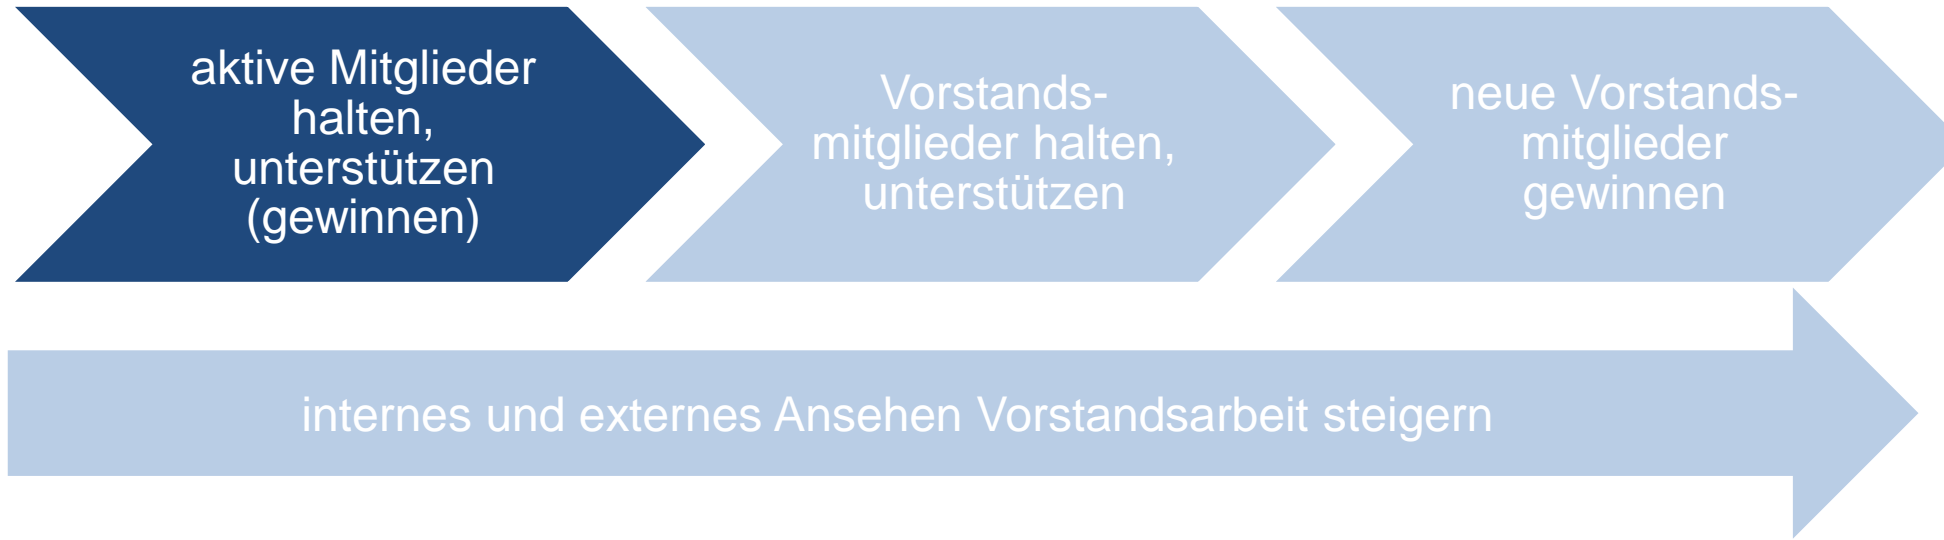 aktive Mitglieder
halten,
unterstützen
(gewinnen)
Vorstands-
mitglieder halten,
unterstützen
neue Vorstands-
mitglieder
gewinnen
internes und externes Ansehen Vorstandsarbeit steigern